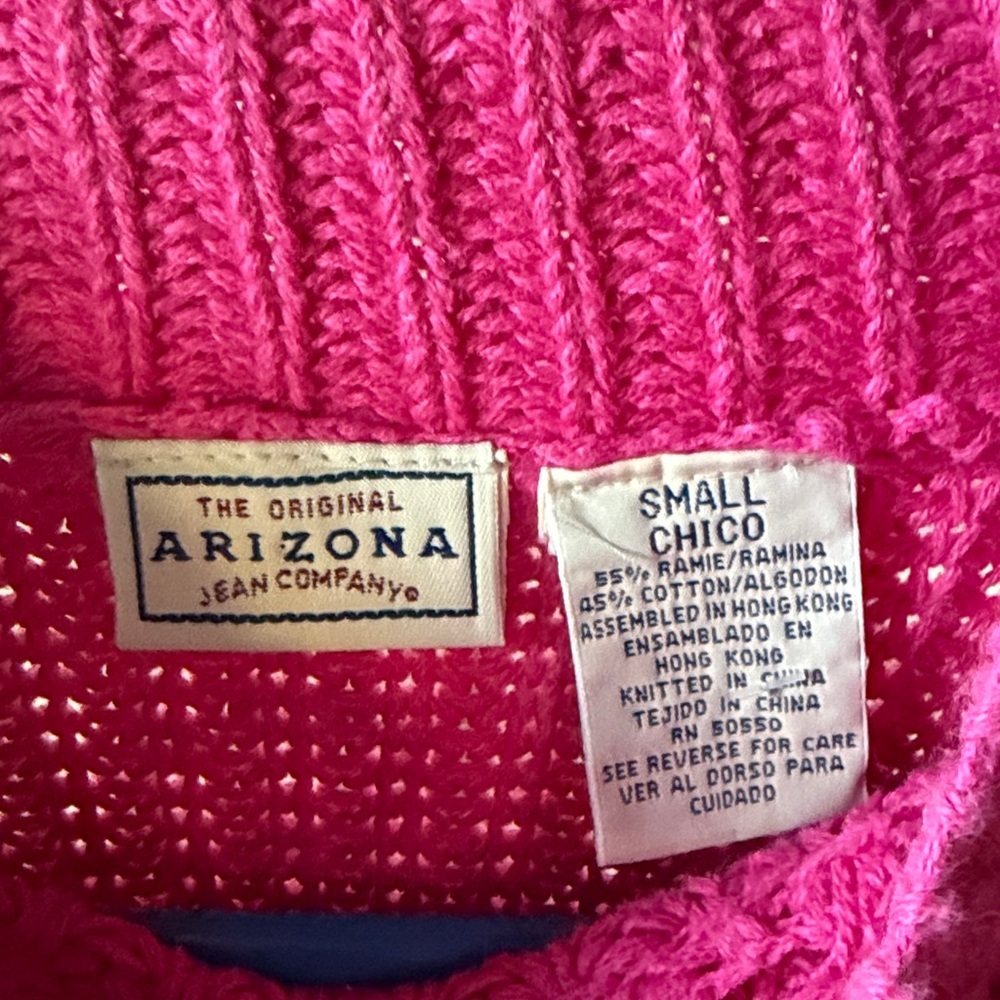 THE ORIGINAL
ARIZONA
JEAN COMPANY®
SMALL
CHICO
55% RAMIE/RAMINA
45% COTTON/ALGODON
ASSEMBLED IN HONG KONG
ENSAMBLADO EN
HONG KONG
KNITTED IN CHINA
TEJIDO IN CHINA
RN 50550
SEE REVERSE FOR CARE
VER AL DORSO PARA
CUIDADO